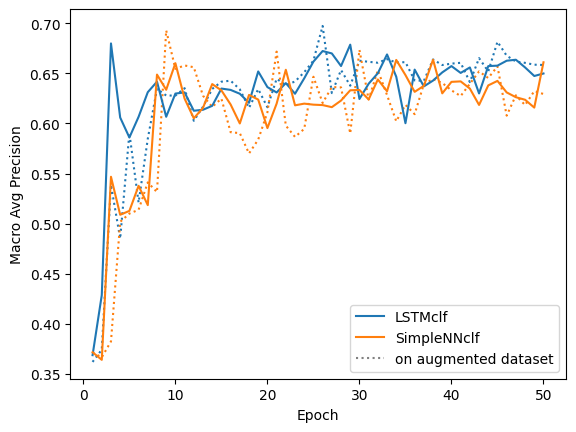 0.70
0.65
0.60
0.55
0.50
0.45
0.40
0.35
Macro Avg Precision
LSTMclf
SimpleNNclf
on augmented dataset
0 10 20 30 40 50
Epoch